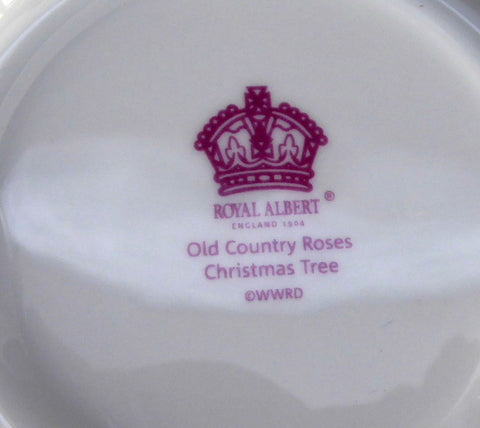 ROYAL ALBERT®
ENGLAND 1904
Old Country Roses
Christmas Tree
©WWRD